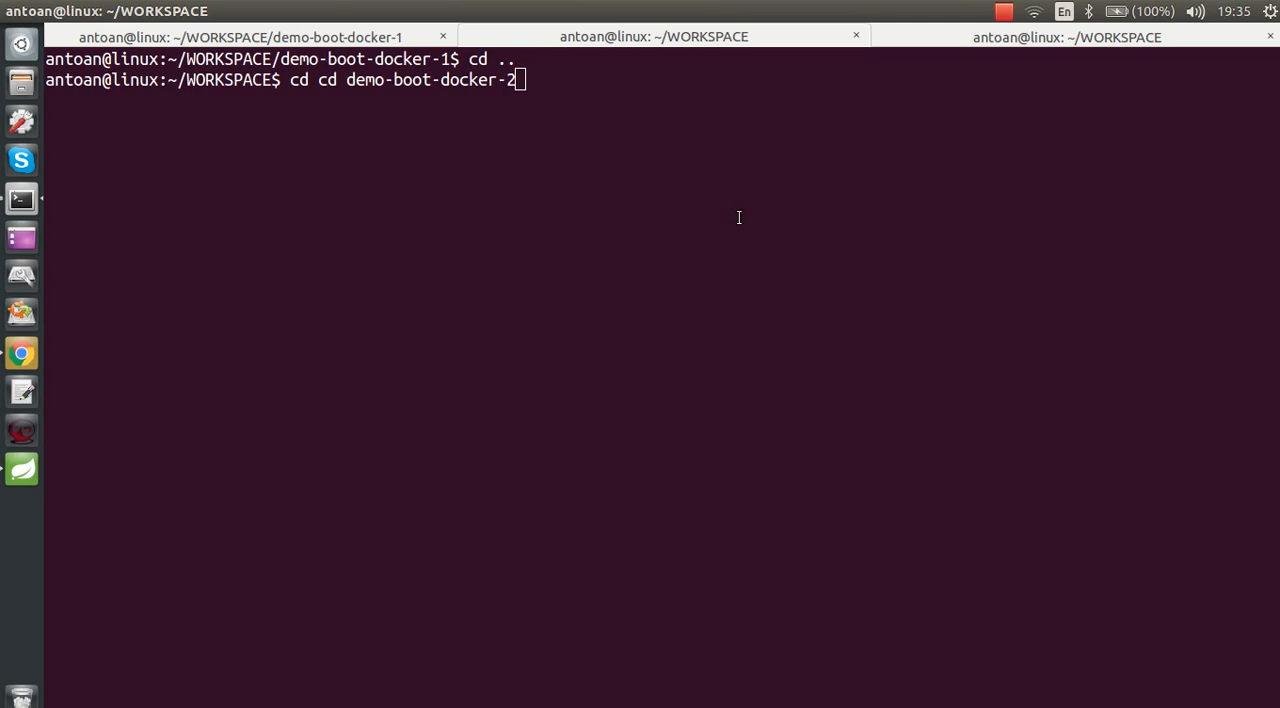 antoan@linux: ~/WORKSPACE
En
(100%)
19:35
antoan@linux: ~/WORKSPACE/demo-boot-docker-1 ×
antoan@linux: ~/WORKSPACE ×
antoan@linux: ~/WORKSPACE ×
antoan@linux:~/WORKSPACE/demo-boot-docker-1$ cd ..
antoan@linux:~/WORKSPACE$ cd cd demo-boot-docker-2